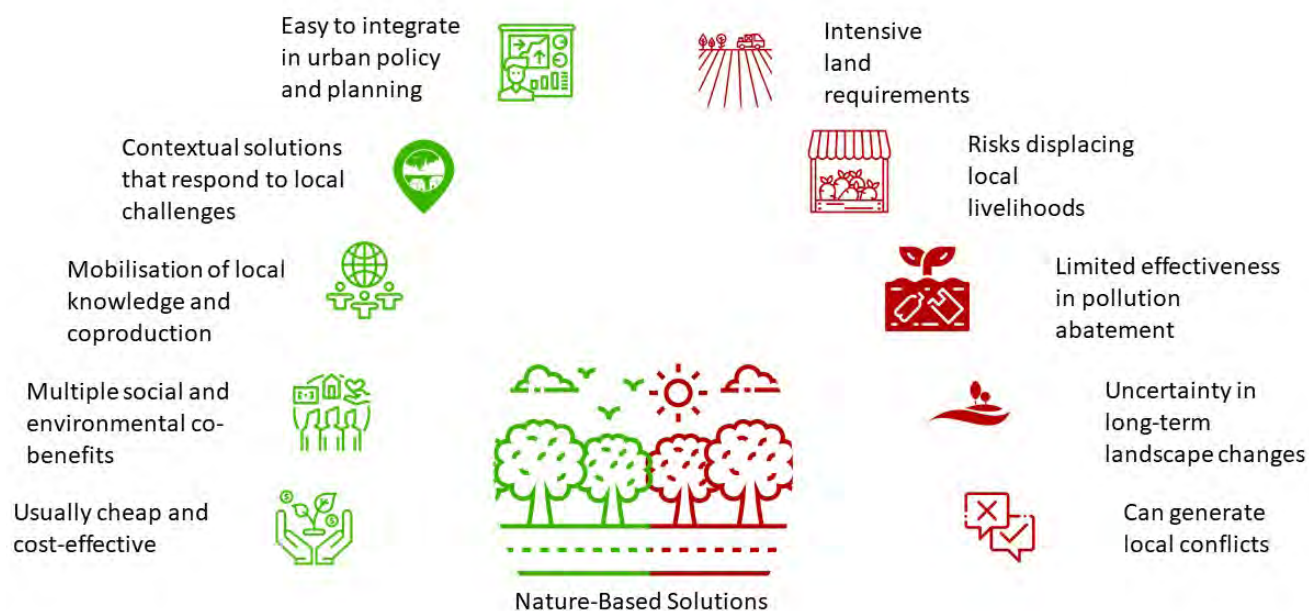 Easy to integrate
in urban policy
and planning
Contextual solutions
that respond to local
challenges
Mobilisation of local
knowledge and
coproduction
Multiple social and
environmental co-
benefits
Usually cheap and
cost-effective
Intensive
land
requirements
Risks displacing
local
livelihoods
Limited effectiveness
in pollution
abatement
Uncertainty in
long-term
landscape changes
Can generate
local conflicts
Nature-Based Solutions